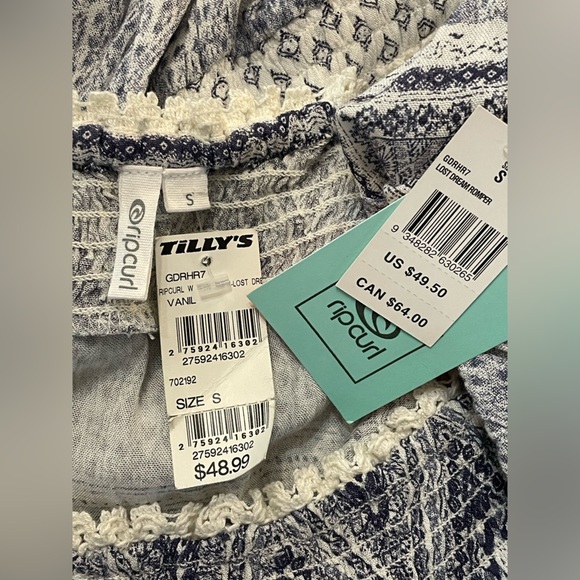 ripcurl
S
TILLY'S
GDRHR7
RIPCURL W -LOST DRE
VANIL
2 75924 16302
27592416302
702192
SIZE S
2 75924 16302
27592416302
$48.99
ripcurl
GDRHR7
LOST DREAM ROMPER
S
9 348282 630265
US $49.50
CAN $64.00